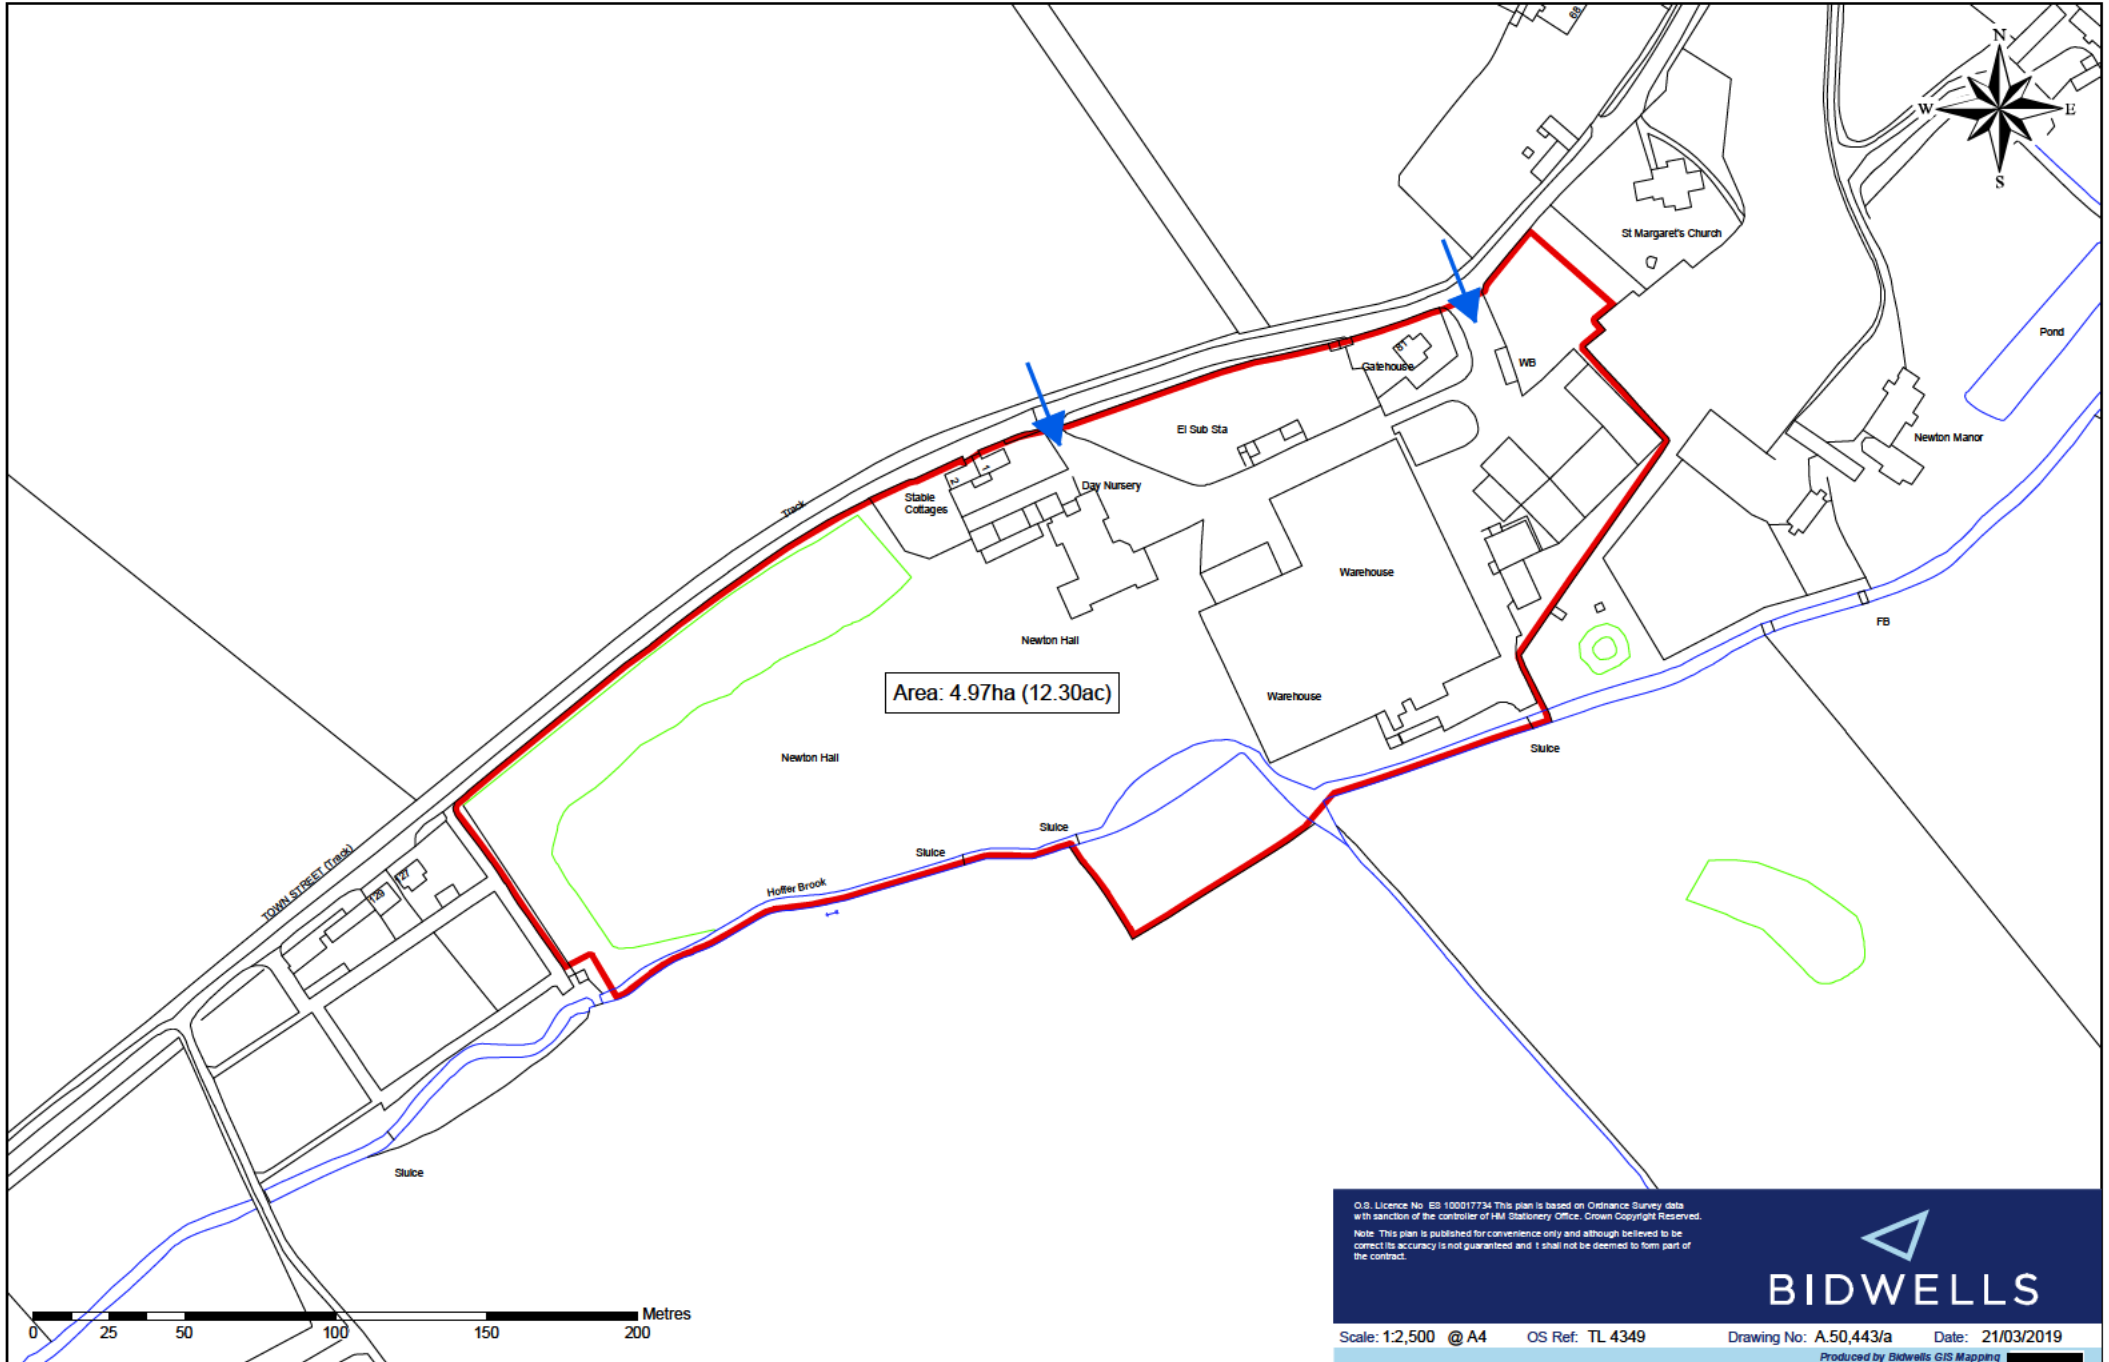 68
N
W E
S
St Margaret's Church
Pond
81
Gatehouse
WB
El Sub Sta
Newton Manor
1
2
Stable
Cottages
Day Nursery
Track
Warehouse
FB
Newton Hall
Area: 4.97ha (12.30ac)
Warehouse
Newton Hall
Sluice
Sluice
Sluice
Hoffer Brook
TOWN STREET (Track)
127
129
Sluice
Metres
0 25 50 100 150 200
O.S. Licence No ES 100017734 This plan is based on Ordnance Survey data
with sanction of the controller of HM Stationery Office. Crown Copyright Reserved.
Note This plan is published for convenience only and although believed to be
correct its accuracy is not guaranteed and t shall not be deemed to form part of
the contract.
BIDWELLS
Scale: 1:2,500 @ A4 OS Ref: TL 4349 Drawing No: A.50,443/a Date: 21/03/2019
Produced by Bidwells GIS Mapping